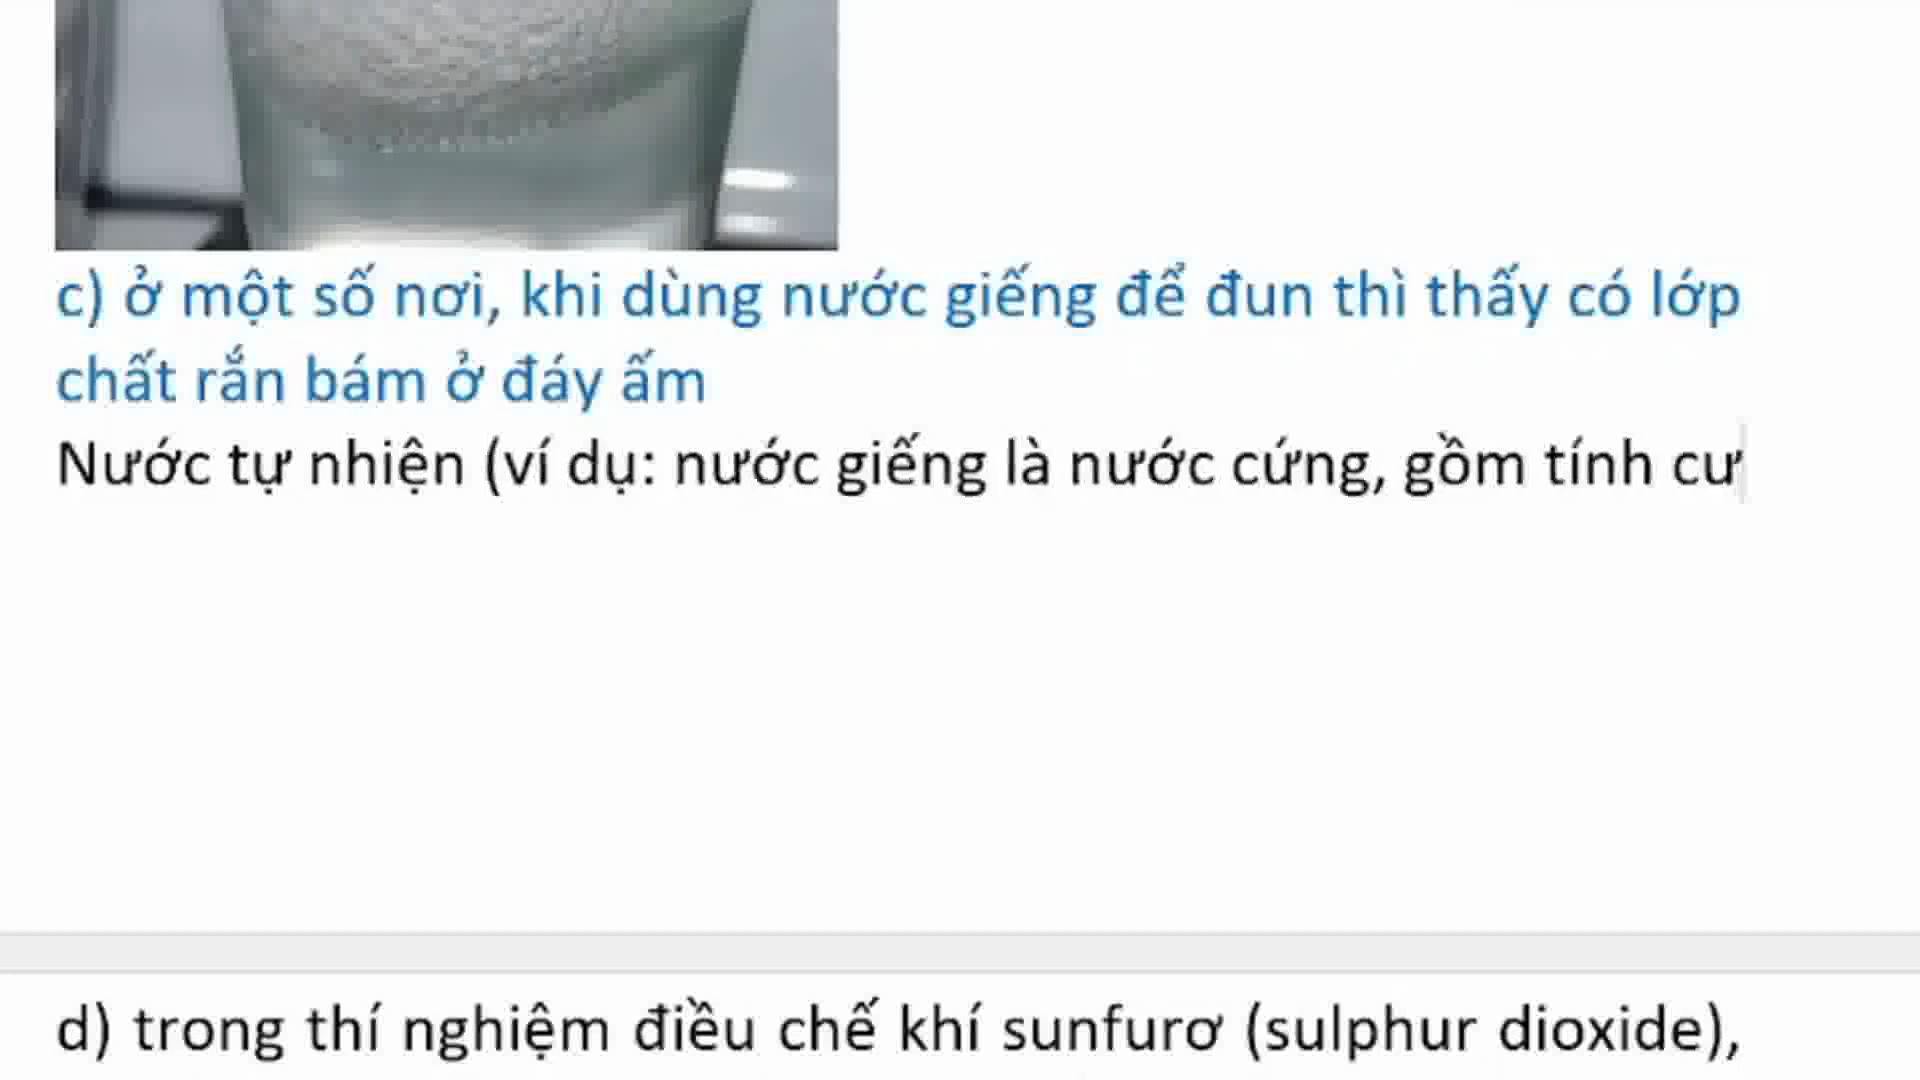 c) ở một số nơi, khi dùng nước giếng để đun thì thấy có lớp
chất rắn bám ở đáy ấm
Nước tự nhiện (ví dụ: nước giếng là nước cứng, gồm tính cư
d) trong thí nghiệm điều chế khí sunfurơ (sulphur dioxide),